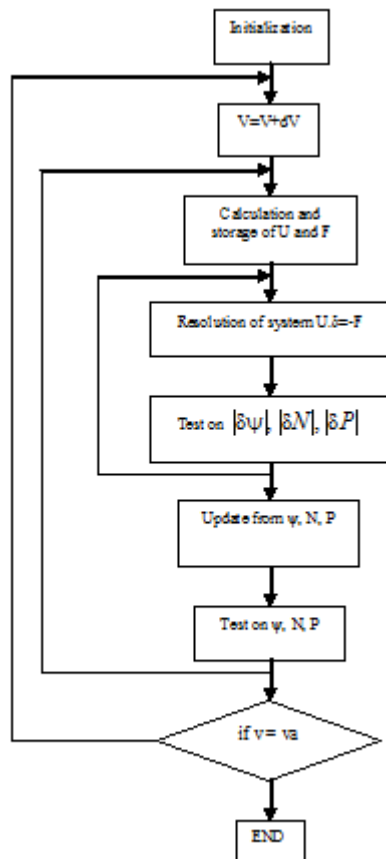 Initialization
V=V+dV
Calculation and
storage of U and F
Resolution of system U.δ=-F
Test on |δψ|, |δN|, |δP|
Update from ψ, N, P
Test on ψ, N, P
if v= va
END